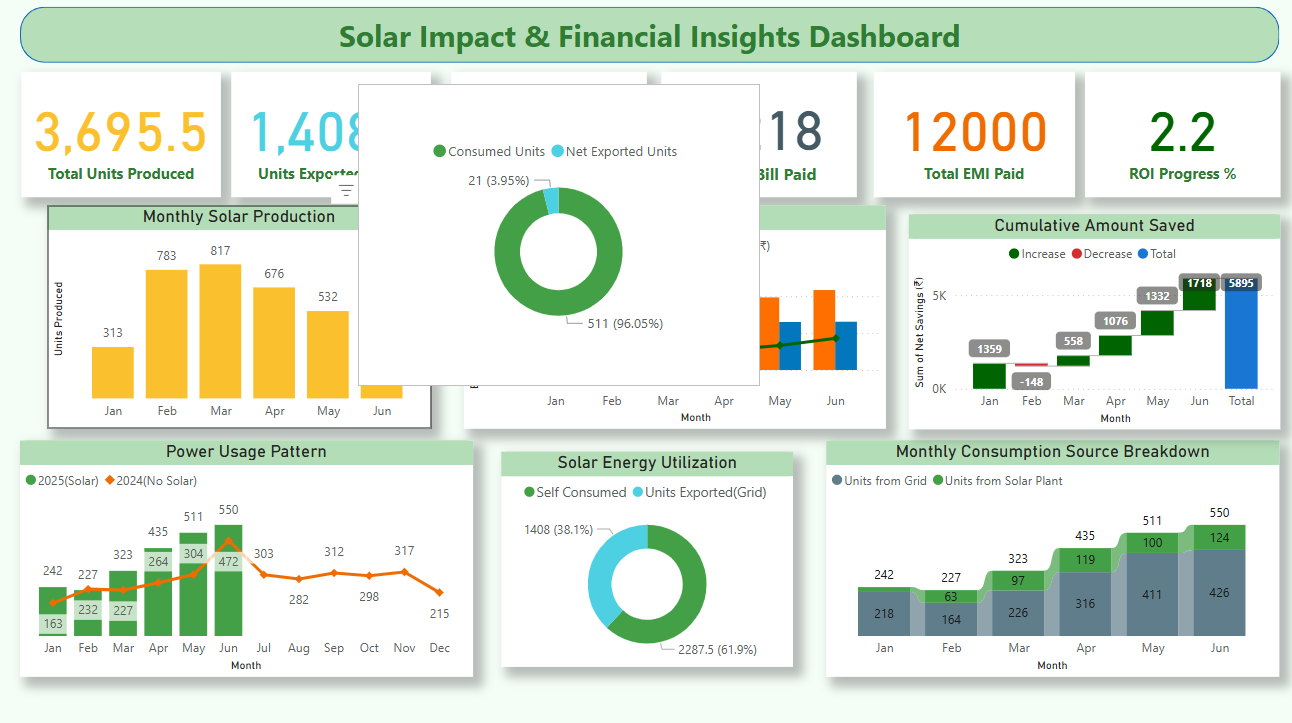 Solar Impact & Financial Insights Dashboard
3,695.5
Total Units Produced
1,408
Units Exported
18
Bill Paid
12000
Total EMI Paid
2.2
ROI Progress %
Consumed Units Net Exported Units
21 (3.95%)
511 (96.05%)
Monthly Solar Production
Units Produced
313
783
817
676
532
Jan Feb Mar Apr May Jun
₹)
Jan Feb Mar Apr May Jun
Month
Cumulative Amount Saved
Increase Decrease Total
Sum of Net Savings (₹)
5K
0K
1359
-148
558
1076
1332
1718
5895
Jan Feb Mar Apr May Jun Total
Month
Power Usage Pattern
2025(Solar) 2024(No Solar)
242 227 323 435 511 550
163 232 227 264 304 472 303 282 312 298 317 215
Jan Feb Mar Apr May Jun Jul Aug Sep Oct Nov Dec
Month
Solar Energy Utilization
Self Consumed Units Exported(Grid)
1408 (38.1%)
2287.5 (61.9%)
Monthly Consumption Source Breakdown
Units from Grid Units from Solar Plant
242 227 323 435 511 550
63 97 119 100 124
218 164 226 316 411 426
Jan Feb Mar Apr May Jun
Month